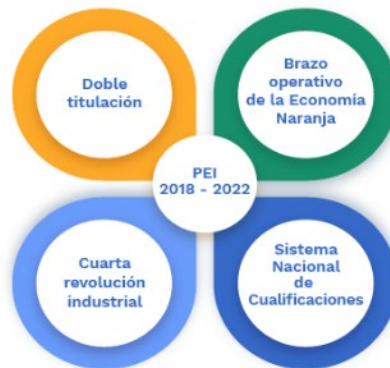 Doble
titulación
Brazo
operativo
de la Economía
Naranja
PEI
2018 - 2022
Cuarta
revolución
industrial
Sistema
Nacional
de
Cualificaciones